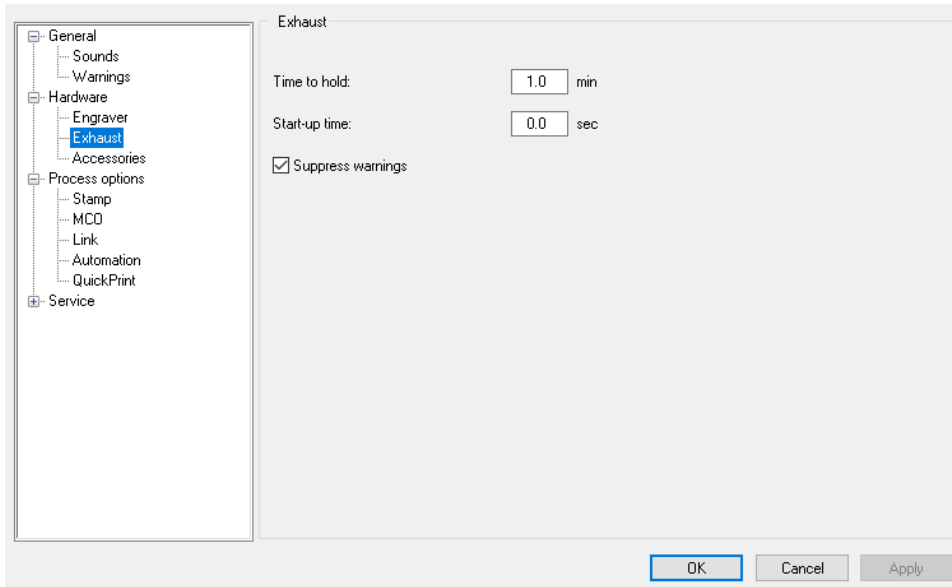 General
Sounds
Warnings
Hardware
Engraver
Exhaust
Accessories
Process options
Stamp
MCO
Link
Automation
QuickPrint
Service
Exhaust
Time to hold: 1.0 min
Start-up time: 0.0 sec
Suppress warnings
OK Cancel Apply